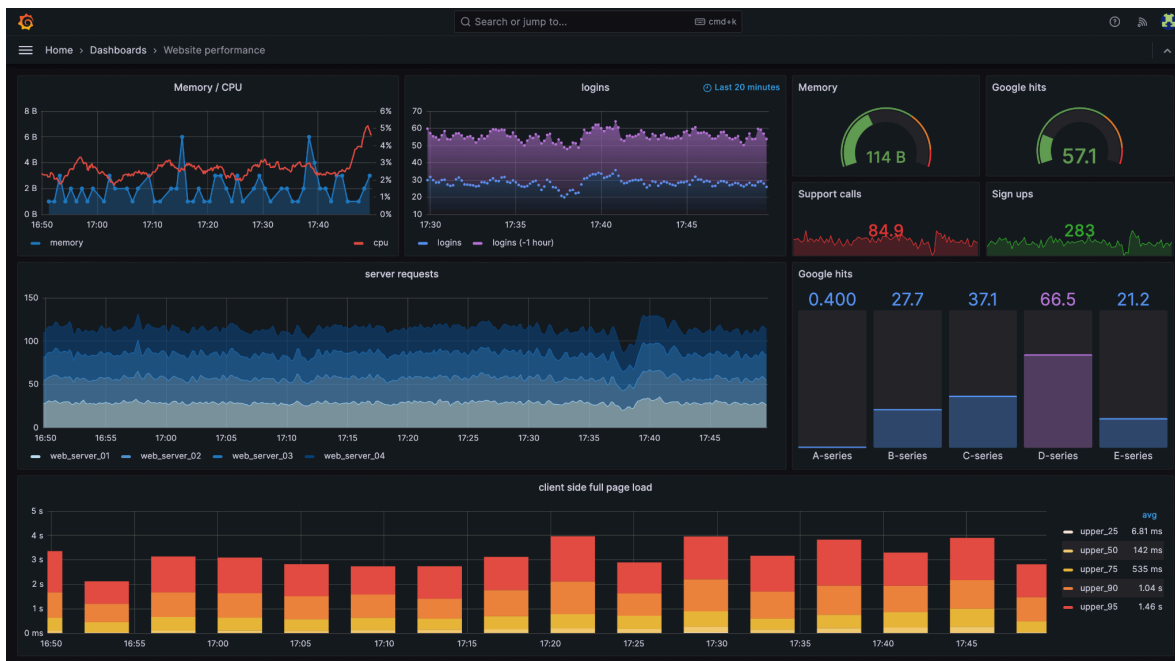 Search or jump to... cmd+k
Home › Dashboards › Website performance
Memory / CPU
8 B
6 B
4 B
2 B
0 B
6%
5%
4%
3%
2%
1%
0%
16:50 17:00 17:10 17:20 17:30 17:40
memory cpu
logins
Last 20 minutes
70
60
50
40
30
20
10
17:30 17:35 17:40 17:45
logins logins (-1 hour)
Memory
114 B
Google hits
57.1
Support calls
84.9
Sign ups
283
server requests
150
100
50
0
16:50 16:55 17:00 17:05 17:10 17:15 17:20 17:25 17:30 17:35 17:40 17:45
web_server_01 web_server_02 web_server_03 web_server_04
Google hits
0.400 27.7 37.1 66.5 21.2
A-series B-series C-series D-series E-series
client side full page load
5 s
4 s
3 s
2 s
1 s
0 ms
16:50 16:55 17:00 17:05 17:10 17:15 17:20 17:25 17:30 17:35 17:40 17:45
avg
upper_25 6.81 ms
upper_50 142 ms
upper_75 535 ms
upper_90 1.04 s
upper_95 1.46 s